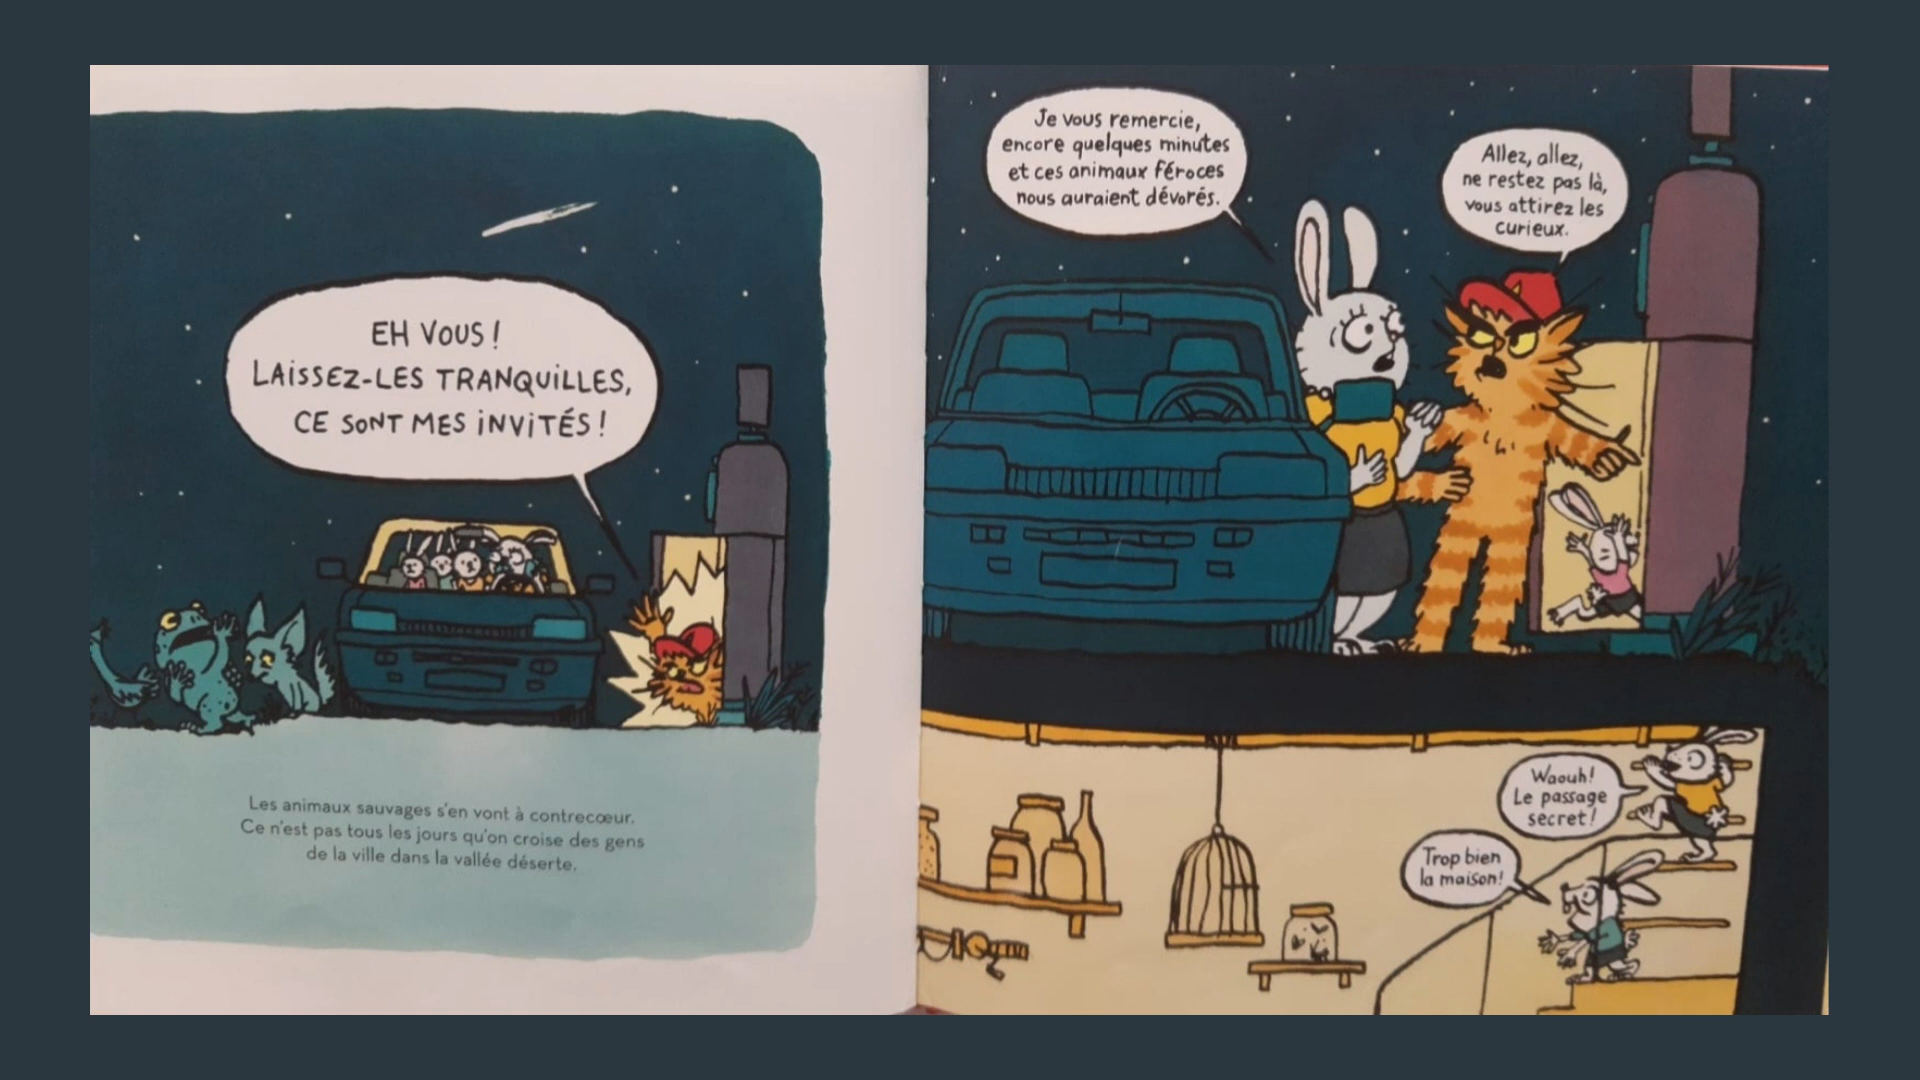 EH VOUS !
LAISSEZ-LES TRANQUILLES,
CE SONT MES INVITÉS !
Les animaux sauvages s'en vont à contrecœur.
Ce n'est pas tous les jours qu'on croise des gens
de la ville dans la vallée déserte.
Je vous remercie,
encore quelques minutes
et ces animaux féroces
nous auraient dévorés.
Allez, allez,
ne restez pas là,
vous attirez les
curieux.
Waouh!
Le passage
secret!
Trop bien
la maison!